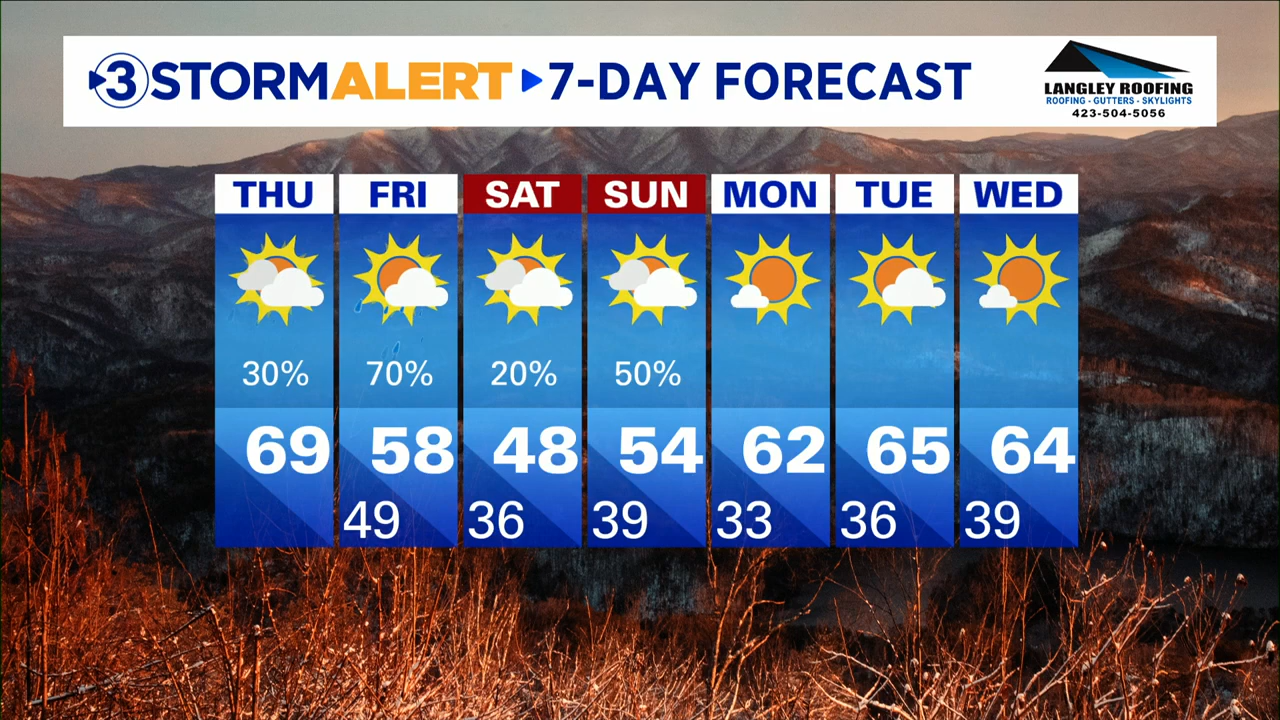 3 STORMALERT 7-DAY FORECAST
LANGLEY ROOFING
ROOFING - GUTTERS - SKYLIGHTS
423-504-5056
THU FRI SAT SUN MON TUE WED
30% 70% 20% 50%
69 58 48 54 62 65 64
49 36 39 33 36 39